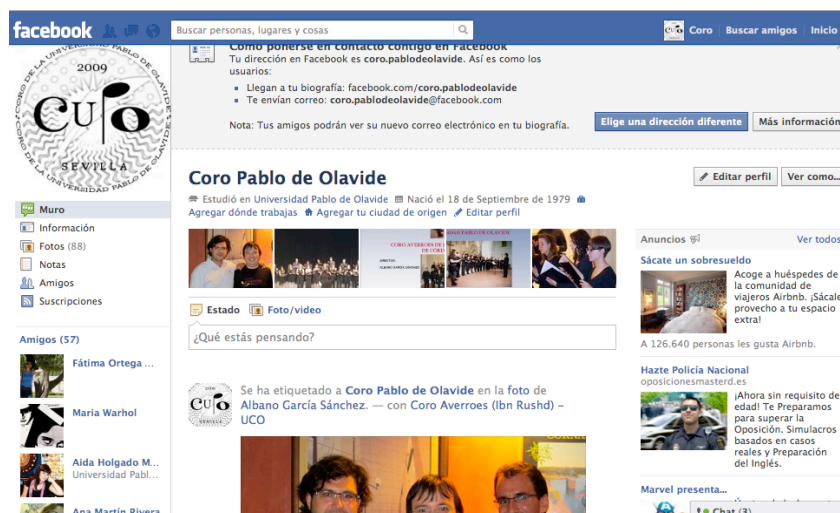 facebook
Buscar personas, lugares y cosas
Coro
Buscar amigos
Inicio
2009
CUPO
SEVILLA
CORO DE LA UNIVERSIDAD PABLO DE OLAVIDE
Cómo ponerse en contacto contigo en Facebook
Tu dirección en Facebook es coro.pablodeolavide. Así es como los
usuarios:
Llegan a tu biografía: facebook.com/coro.pablodeolavide
Te envían correo: coro.pablodeolavide@facebook.com
Nota: Tus amigos podrán ver su nuevo correo electrónico en tu biografía.
Elige una dirección diferente
Más información
Coro Pablo de Olavide
Editar perfil
Ver como...
Estudió en Universidad Pablo de Olavide Nació el 18 de Septiembre de 1979
Agregar dónde trabajas Agregar tu ciudad de origen Editar perfil
Muro
Información
Fotos (88)
Notas
Amigos
Suscripciones
Amigos (57)
Fátima Ortega ...
Maria Warhol
Aida Holgado M...
Universidad Pabl...
Ana Martín Rivera
Estado
Foto/video
¿Qué estás pensando?
CUPO
SEVILLA
Se ha etiquetado a Coro Pablo de Olavide en la foto de
Albano García Sánchez. — con Coro Averroes (Ibn Rushd) –
UCO
Anuncios
Ver todos
Sácate un sobresueldo
Acoge a huéspedes de
la comunidad de
viajeros Airbnb. ¡Sácale
provecho a tu espacio
extra!
A 126.640 personas les gusta Airbnb.
Hazte Policía Nacional
oposicionesmasterd.es
¡Ahora sin requisito de
edad! Te Preparamos
para superar la
Oposición. Simulacros
basados en casos
reales y Preparación
del Inglés.
Marvel presenta...
Chat (3)